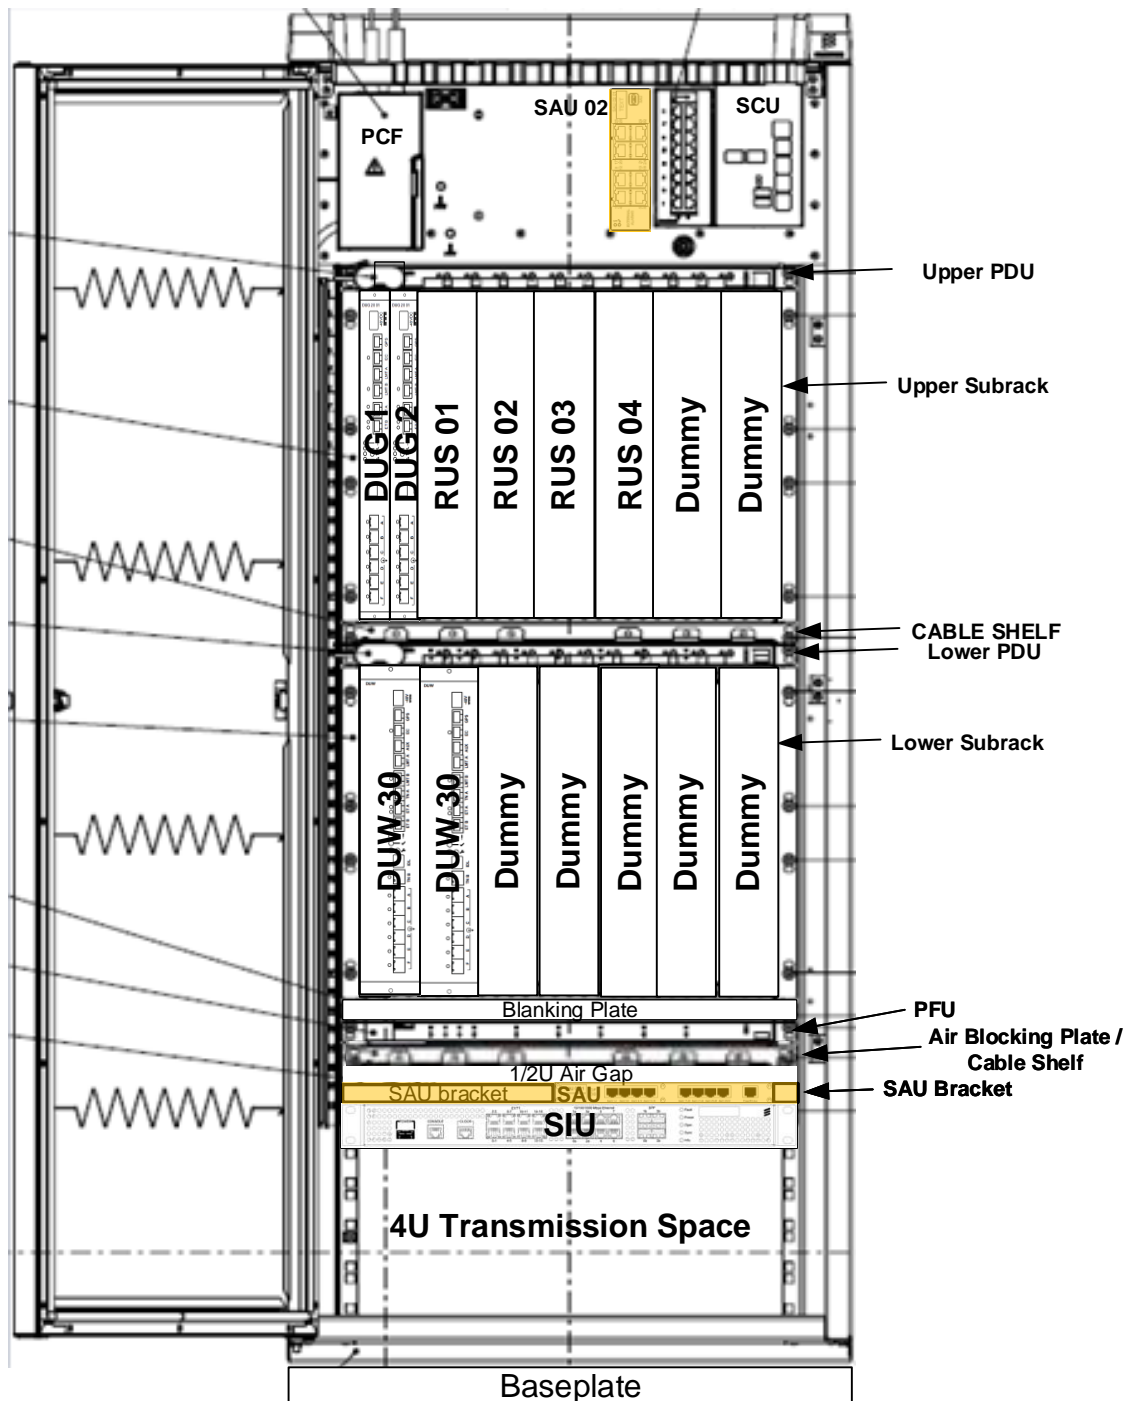 SAU 02
SCU
PCF
Upper PDU
DUG 1
DUG 2
RUS 01
RUS 02
RUS 03
RUS 04
Dummy
Dummy
Upper Subrack
CABLE SHELF
Lower PDU
DUW
DUW
DUW 30
DUW 30
Dummy
Dummy
Dummy
Dummy
Dummy
Lower Subrack
Blanking Plate
PFU
Air Blocking Plate /
Cable Shelf
1/2U Air Gap
SAU bracket
SAU
SAU Bracket
SIU
4U Transmission Space
Baseplate